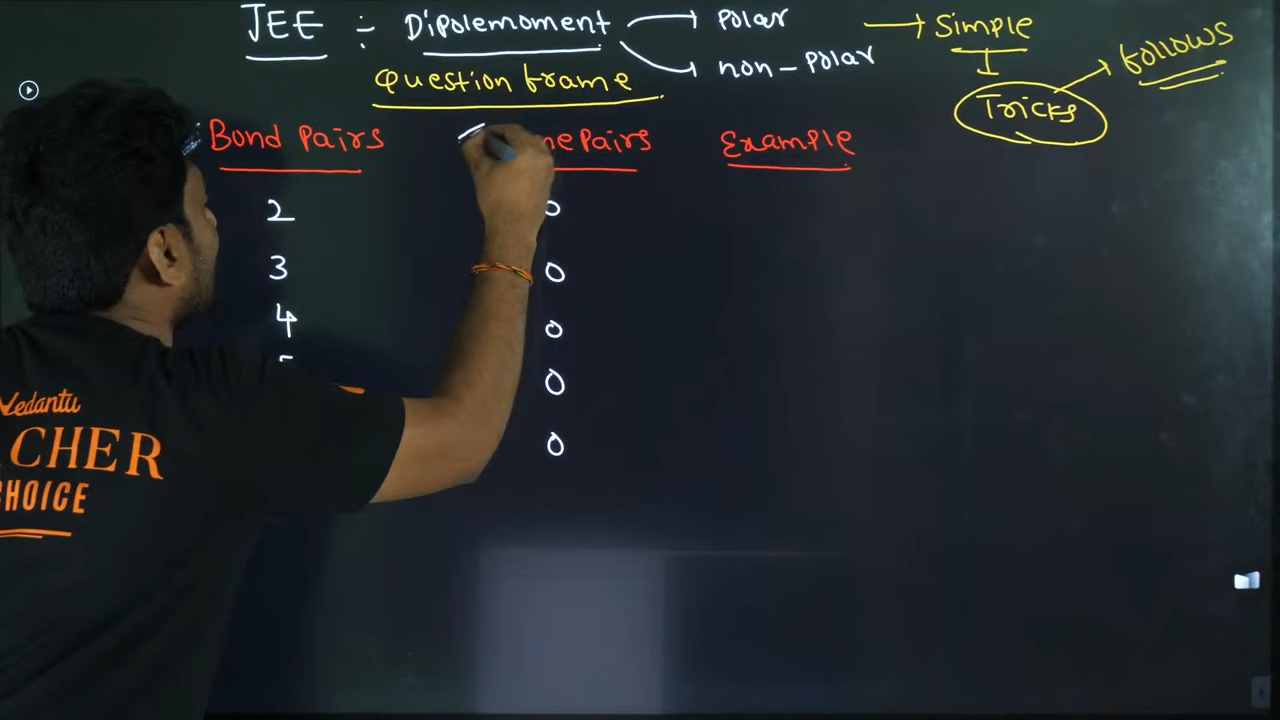 JEE ÷ Dipolemoment → polar → Simple
→ non-polar
follows
Question frame
Tricks
Bond Pairs Pairs Example
2 0
3 0
4 0
0
0
Vedantu
CHER
CHOICE